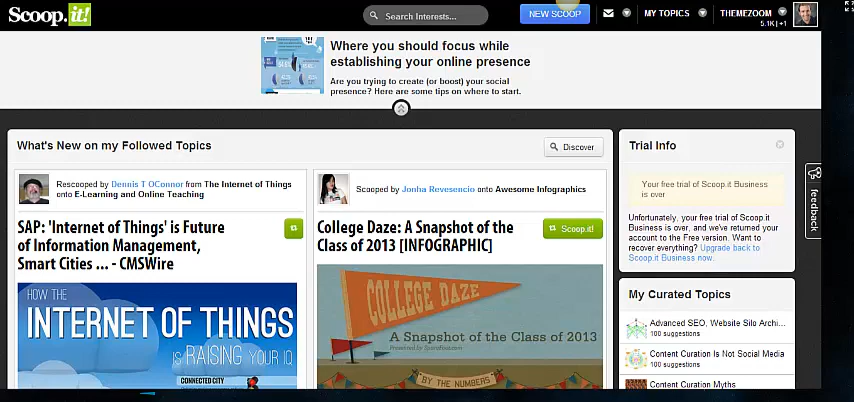 Scoop.it!
Search Interests...
NEW SCOOP
MY TOPICS
THEMEZOOM
5.1K | +1
Where you should focus while
establishing your online presence
Are you trying to create (or boost) your social
presence? Here are some tips on where to start.
What's New on my Followed Topics
Discover
Rescooped by Dennis T OConnor from The Internet of Things
onto E-Learning and Online Teaching
SAP: 'Internet of Things' is Future
of Information Management,
Smart Cities ... - CMSWire
HOW THE
INTERNET OF THINGS
IS RAISING YOUR IQ
CONNECTED CITY
Scooped by Jonha Revesencio onto Awesome Infographics
College Daze: A Snapshot of the
Class of 2013 [INFOGRAPHIC]
Scoop.it!
COLLEGE DAZE
A Snapshot of the Class of 2013
BY THE NUMBERS
Trial Info
Your free trial of Scoop.it Business
is over
Unfortunately, your free trial of Scoop.it
Business is over, and we've returned your
account to the Free version. Want to
recover everything? Upgrade back to
Scoop.it Business now.
feedback
My Curated Topics
Advanced SEO, Website Silo Archi...
100 suggestions
Content Curation Is Not Social Media
100 suggestions
Content Curation Myths